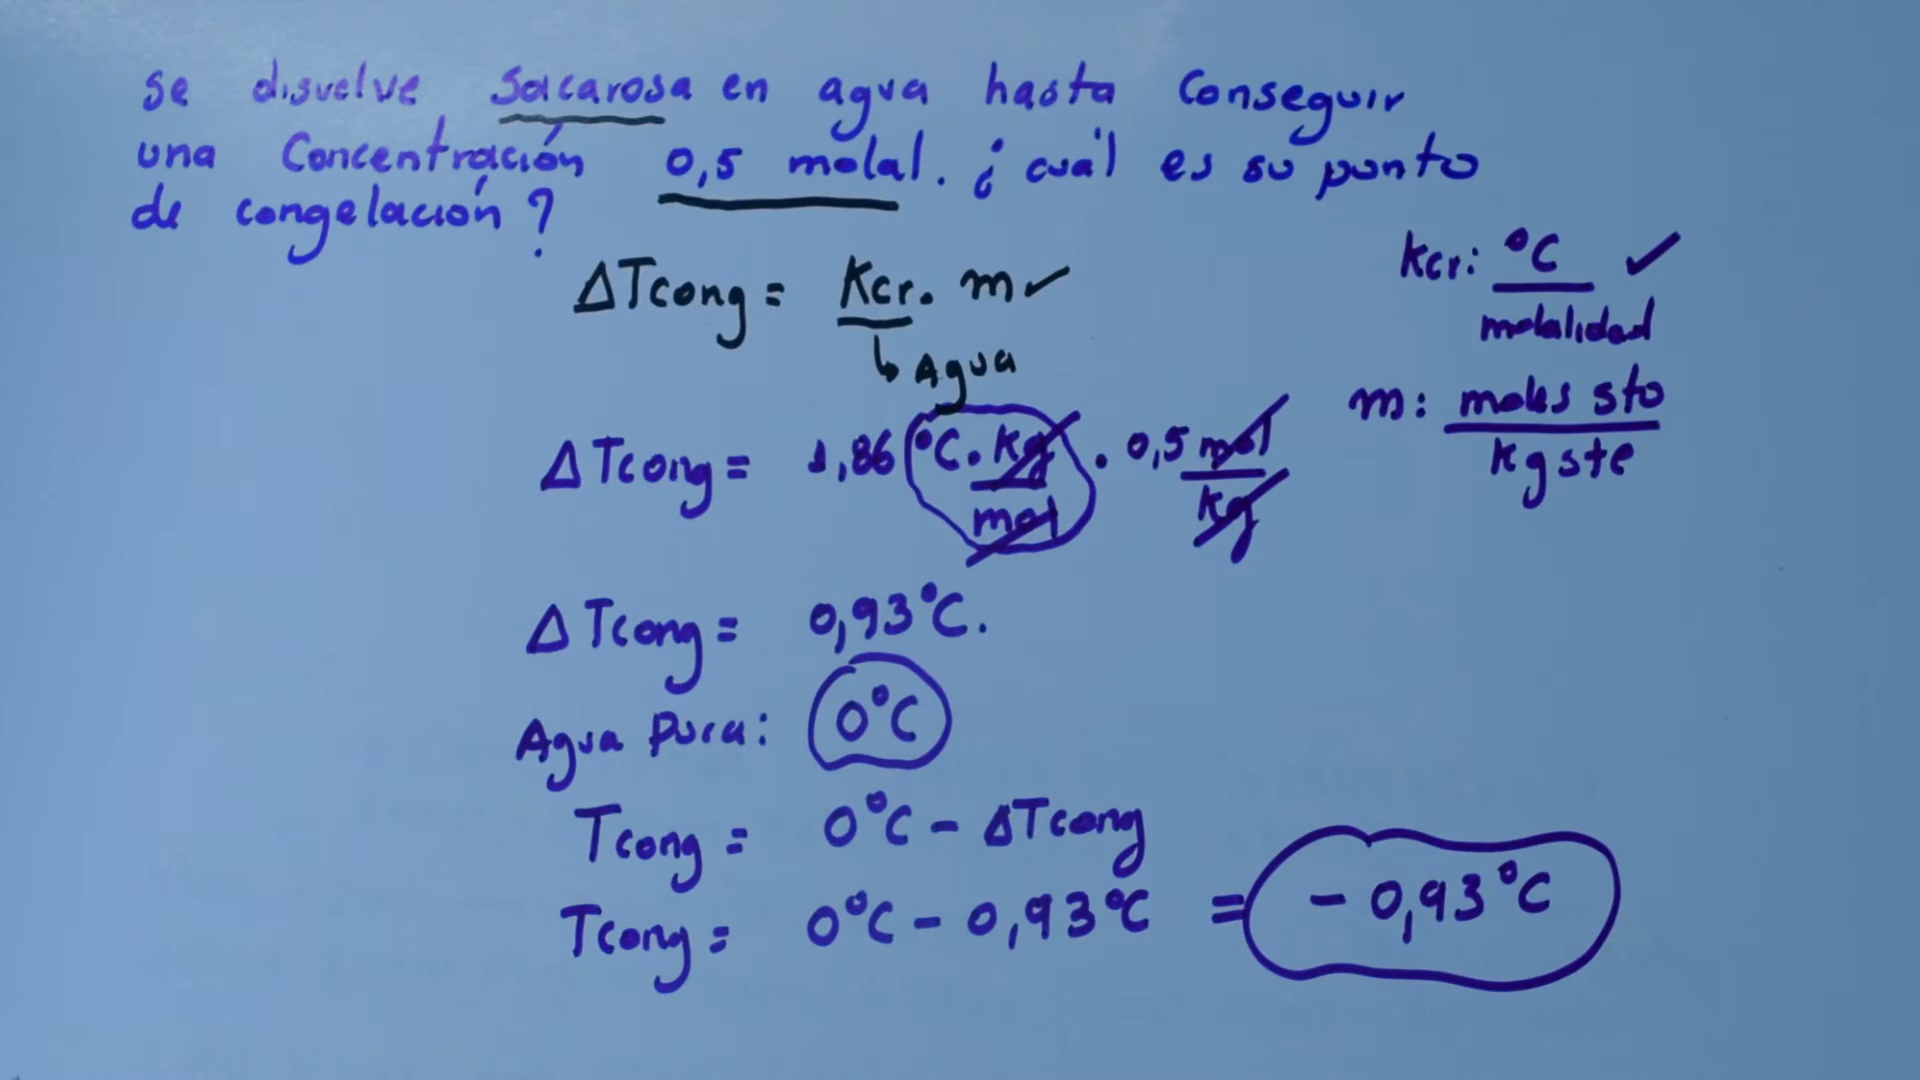 se disuelve sacarosa en agua hasta conseguir
una concentración 0,5 molal. ¿cuál es su punto
de congelación?
ΔTcong = Kcr. m ✓
↳ Agua
Kcr: °C / molalidad ✓
m: moles sto / kg ste
ΔTcong = 1,86 °C.kg/mol . 0,5 mol/kg
ΔTcong = 0,93°C.
Agua Pura: 0°C
Tcong = 0°C - ΔTcong
Tcong = 0°C - 0,93°C = - 0,93°C